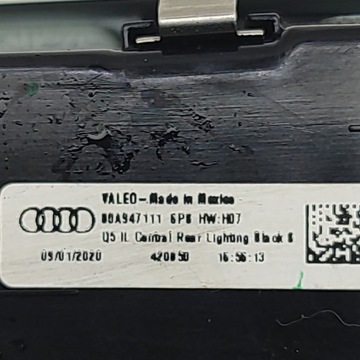 VALEO-Made in Mexico
80A947111 6PS HW:H07
Q5 IL Central Rear Lighting Black
09/01/2020 420850 16:56:13